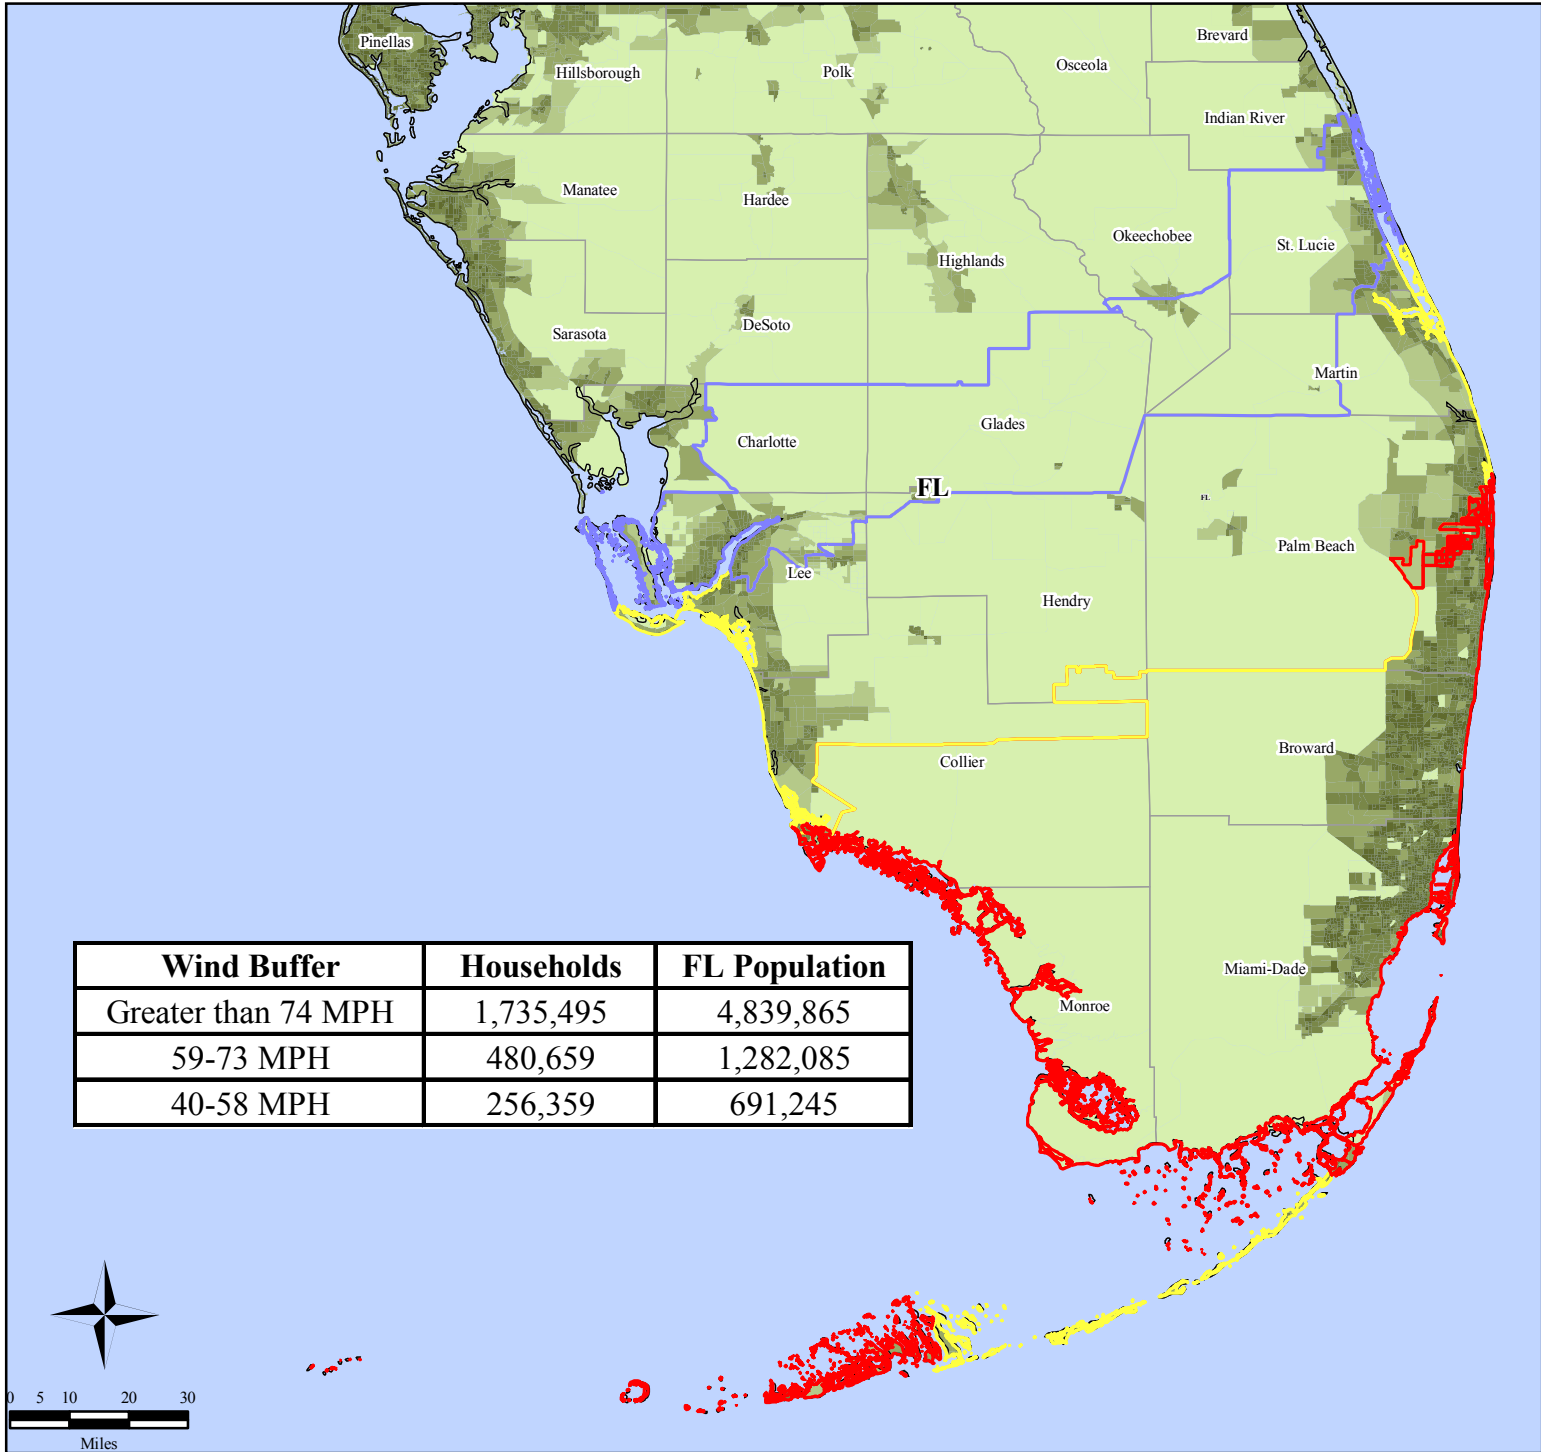 Pinellas
Hillsborough
Polk
Osceola
Brevard
Indian River
Manatee
Hardee
Highlands
Okeechobee
St. Lucie
Sarasota
DeSoto
Martin
Charlotte
Glades
FL
FL
Palm Beach
Lee
Hendry
Collier
Broward
Miami-Dade
Monroe
Wind Buffer Households FL Population
Greater than 74 MPH 1,735,495 4,839,865
59-73 MPH 480,659 1,282,085
40-58 MPH 256,359 691,245
0 5 10 20 30
Miles